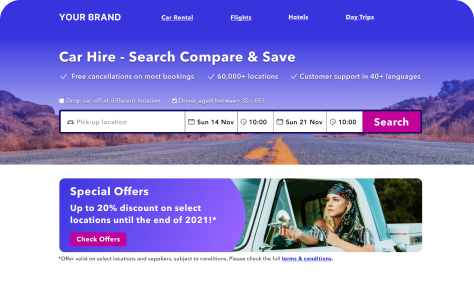 YOUR BRAND
Car Rental
Flights
Hotels
Day Trips
Car Hire - Search Compare & Save
Free cancellations on most bookings
60,000+ locations
Customer support in 40+ languages
Drop car off at different location
Driver aged between 30 - 65?
Pick-up location
Sun 14 Nov
10:00
Sun 21 Nov
10:00
Search
Special Offers
Up to 20% discount on select
locations until the end of 2021!*
Check Offers
*Offer valid on select locations and suppliers, subject to conditions. Please check the full terms & conditions.